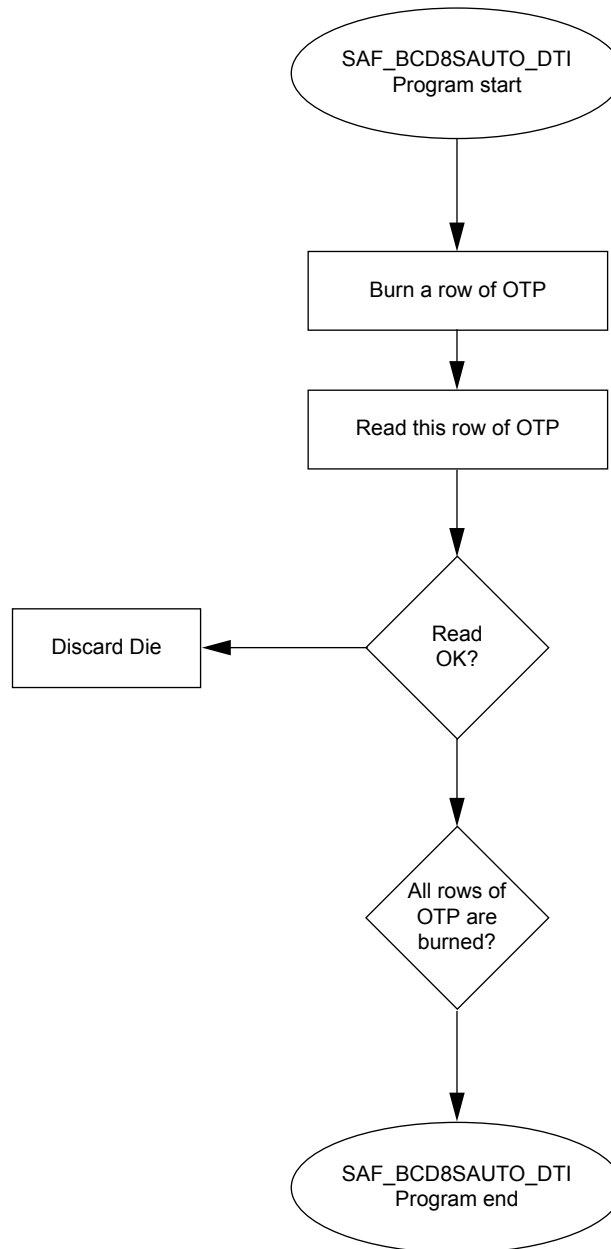 SAF_BCD8SAUTO_DTI
Program start
Burn a row of OTP
Read this row of OTP
Read
OK?
Discard Die
All rows of
OTP are
burned?
SAF_BCD8SAUTO_DTI
Program end